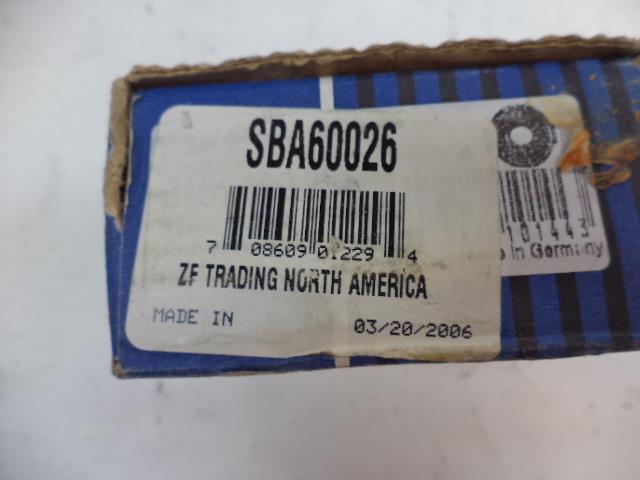 SBA60026
7 08609 01229 4
ZF TRADING NORTH AMERICA
MADE IN 03/20/2006
101443
in Germany